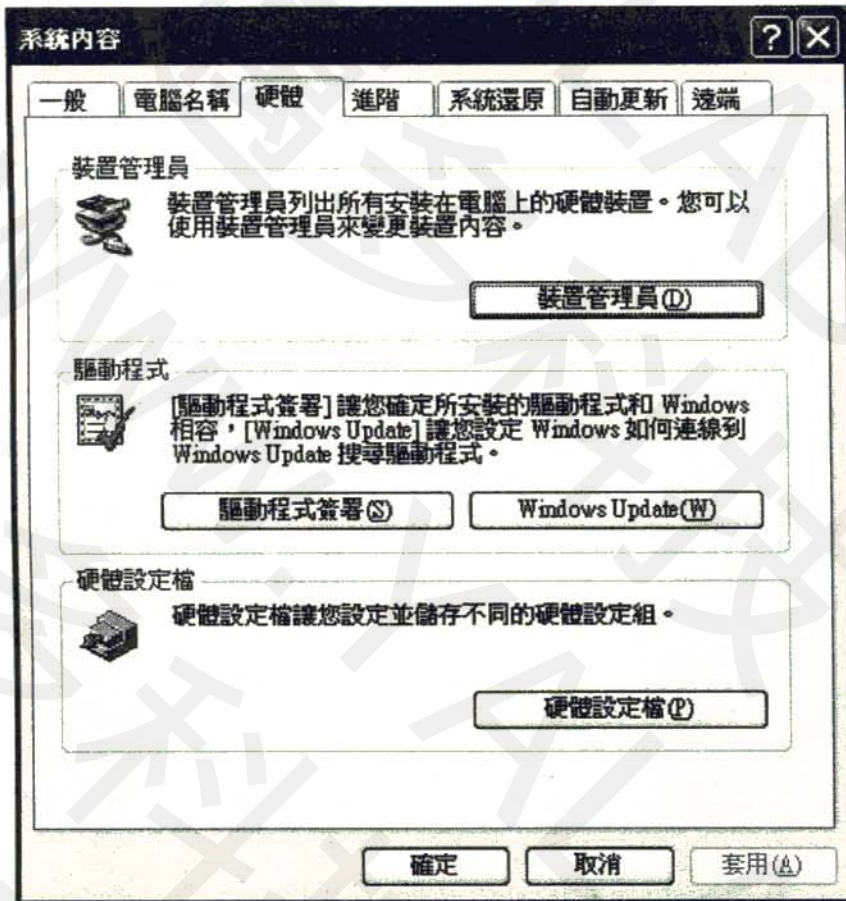 系統內容
一般 電腦名稱 硬體 進階 系統還原 自動更新 遠端
裝置管理員
裝置管理員列出所有安裝在電腦上的硬體裝置。您可以
使用裝置管理員來變更裝置內容。
裝置管理員(D)
驅動程式
[驅動程式簽署] 讓您確定所安裝的驅動程式和 Windows
相容，[Windows Update] 讓您設定 Windows 如何連線到
Windows Update 搜尋驅動程式。
驅動程式簽署(S) Windows Update(W)
硬體設定檔
硬體設定檔讓您設定並儲存不同的硬體設定組。
硬體設定檔(P)
確定 取消 套用(A)